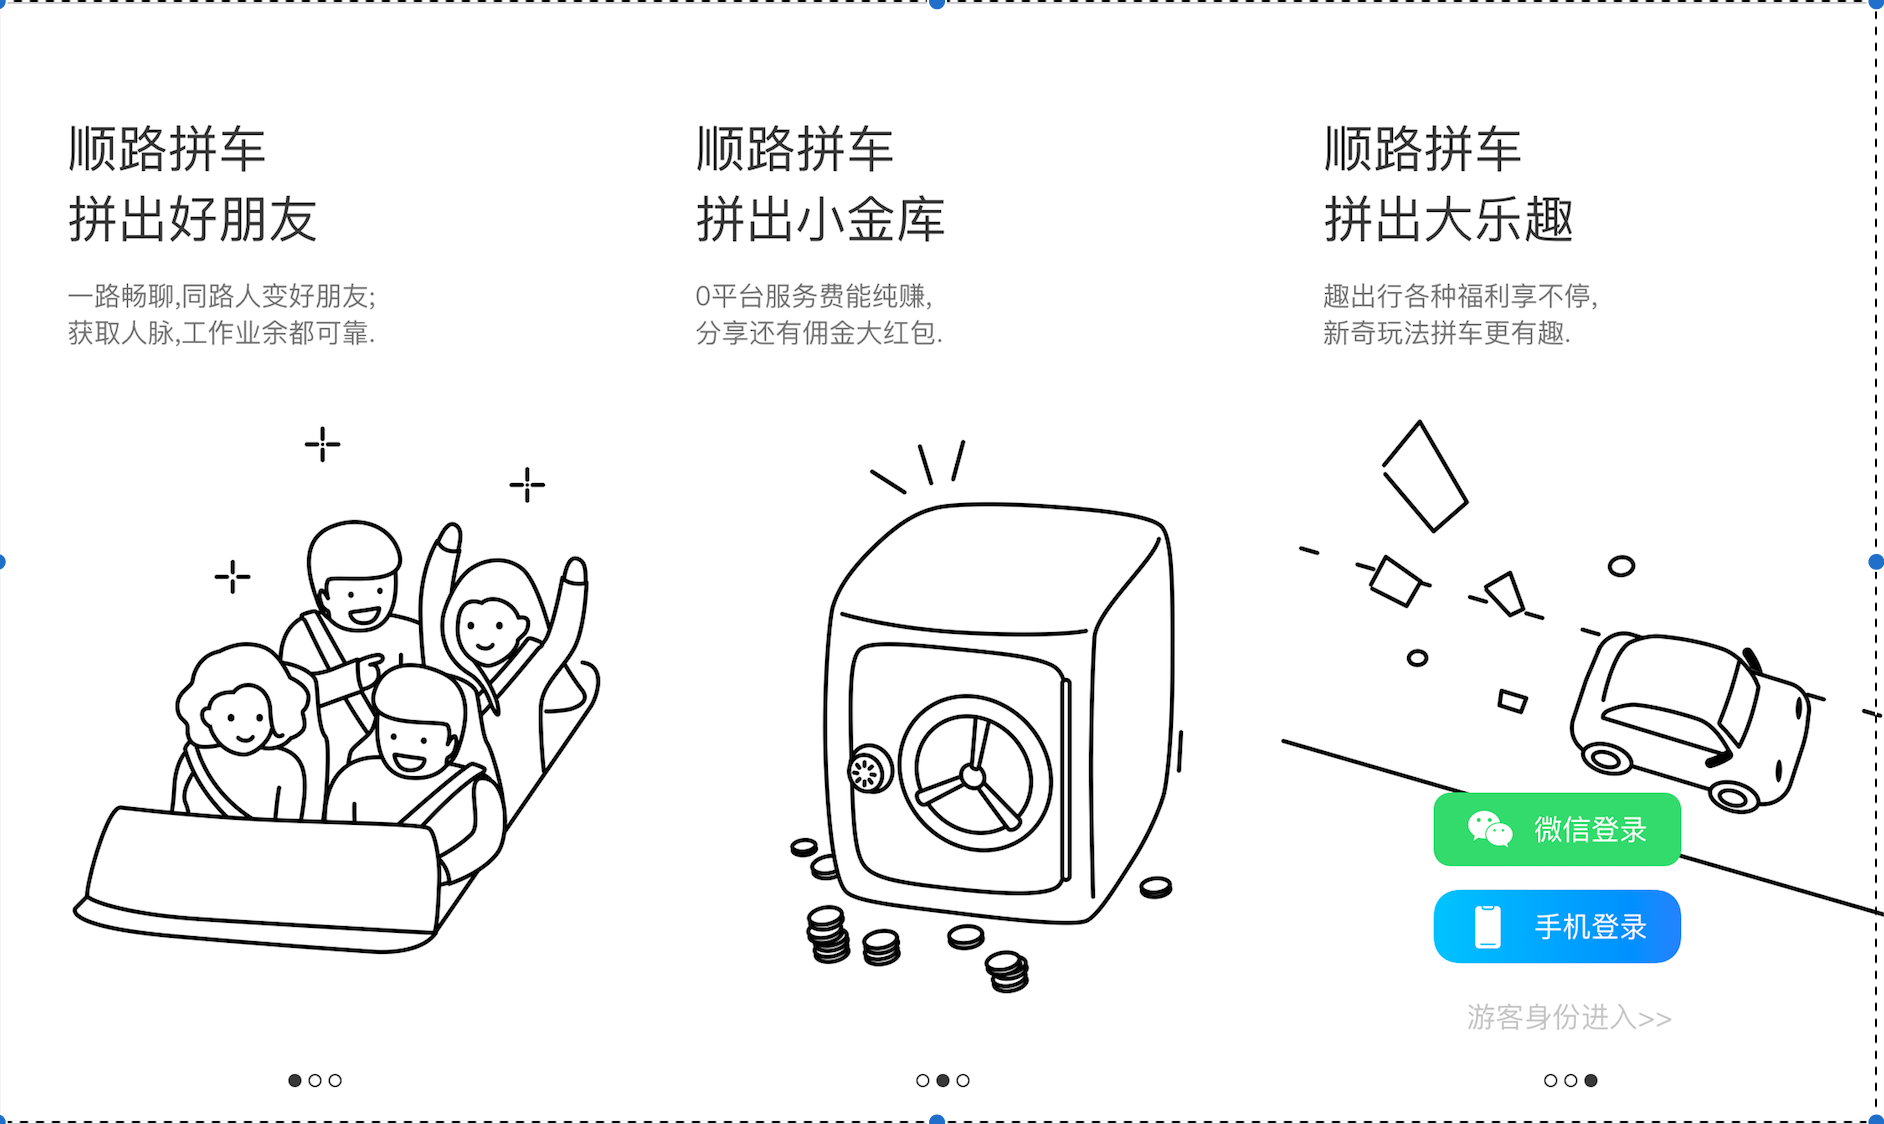 顺路拼车
拼出好朋友
一路畅聊,同路人变好朋友;
获取人脉,工作业余都可靠.
顺路拼车
拼出小金库
0平台服务费能纯赚,
分享还有佣金大红包.
顺路拼车
拼出大乐趣
趣出行各种福利享不停,
新奇玩法拼车更有趣.
微信登录
手机登录
游客身份进入>>